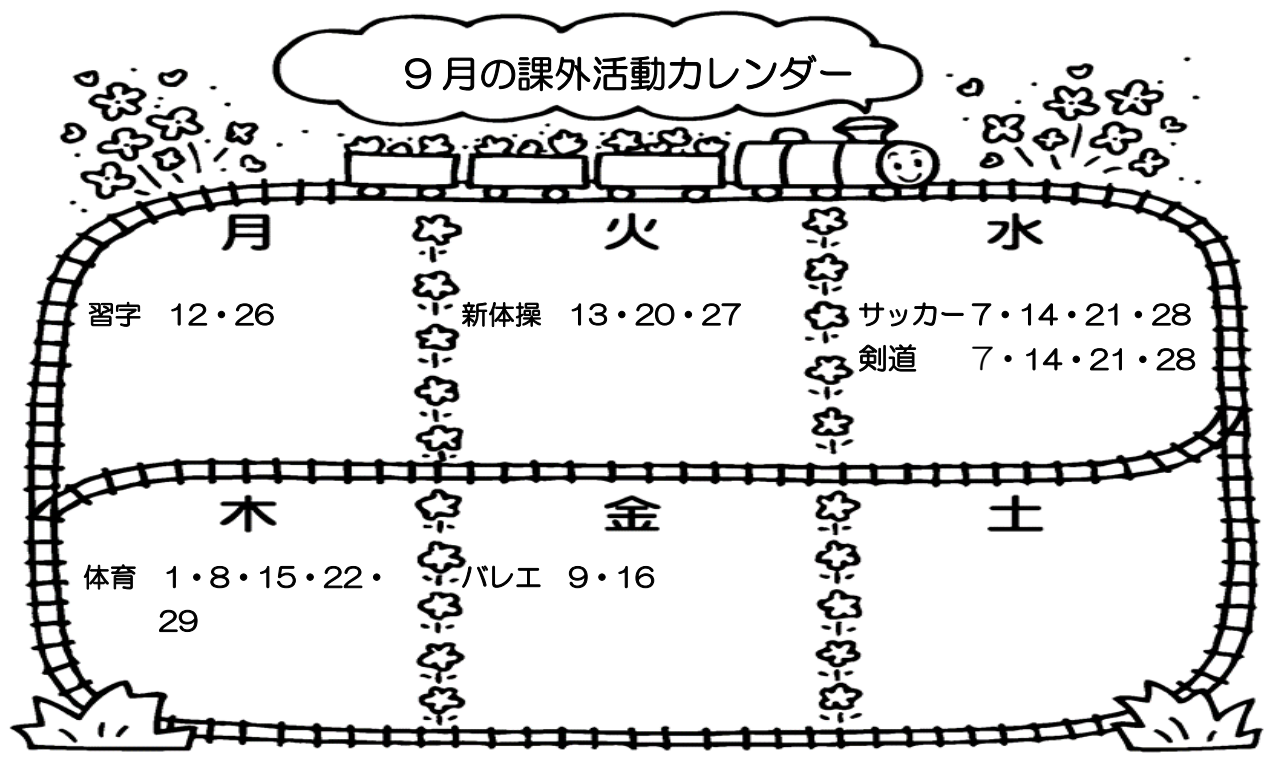 9月の課外活動カレンダー
月
習字　12・26
火
新体操　13・20・27
水
サッカー 7・14・21・28
剣道　　7・14・21・28
木
体育　1・8・15・22・
29
金
バレエ　9・16
土